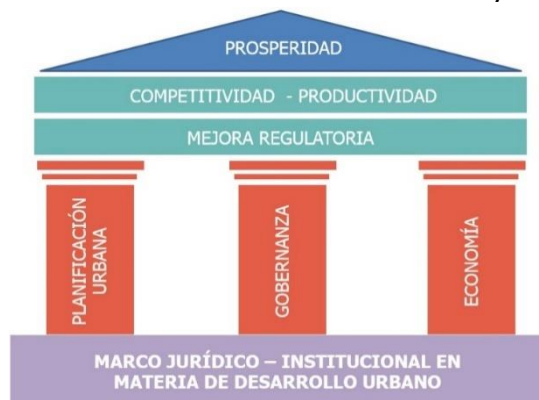 PROSPERIDAD
COMPETITIVIDAD - PRODUCTIVIDAD
MEJORA REGULATORIA
PLANIFICACIÓN
URBANA
GOBERNANZA
ECONOMÍA
MARCO JURÍDICO – INSTITUCIONAL EN
MATERIA DE DESARROLLO URBANO